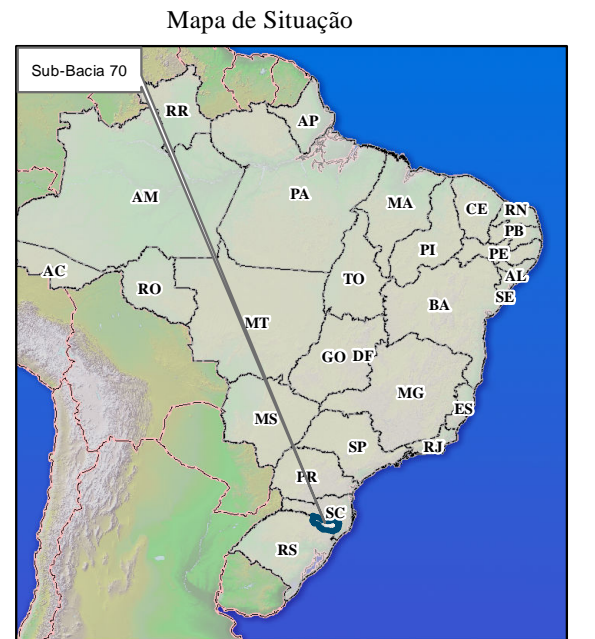 Mapa de Situação
Sub-Bacia 70
RR
AP
AM
PA
MA
CE
RN
PB
PI
PE
AL
AC
RO
TO
SE
BA
MT
GO
DF
MG
MS
ES
SP
RJ
PR
SC
RS